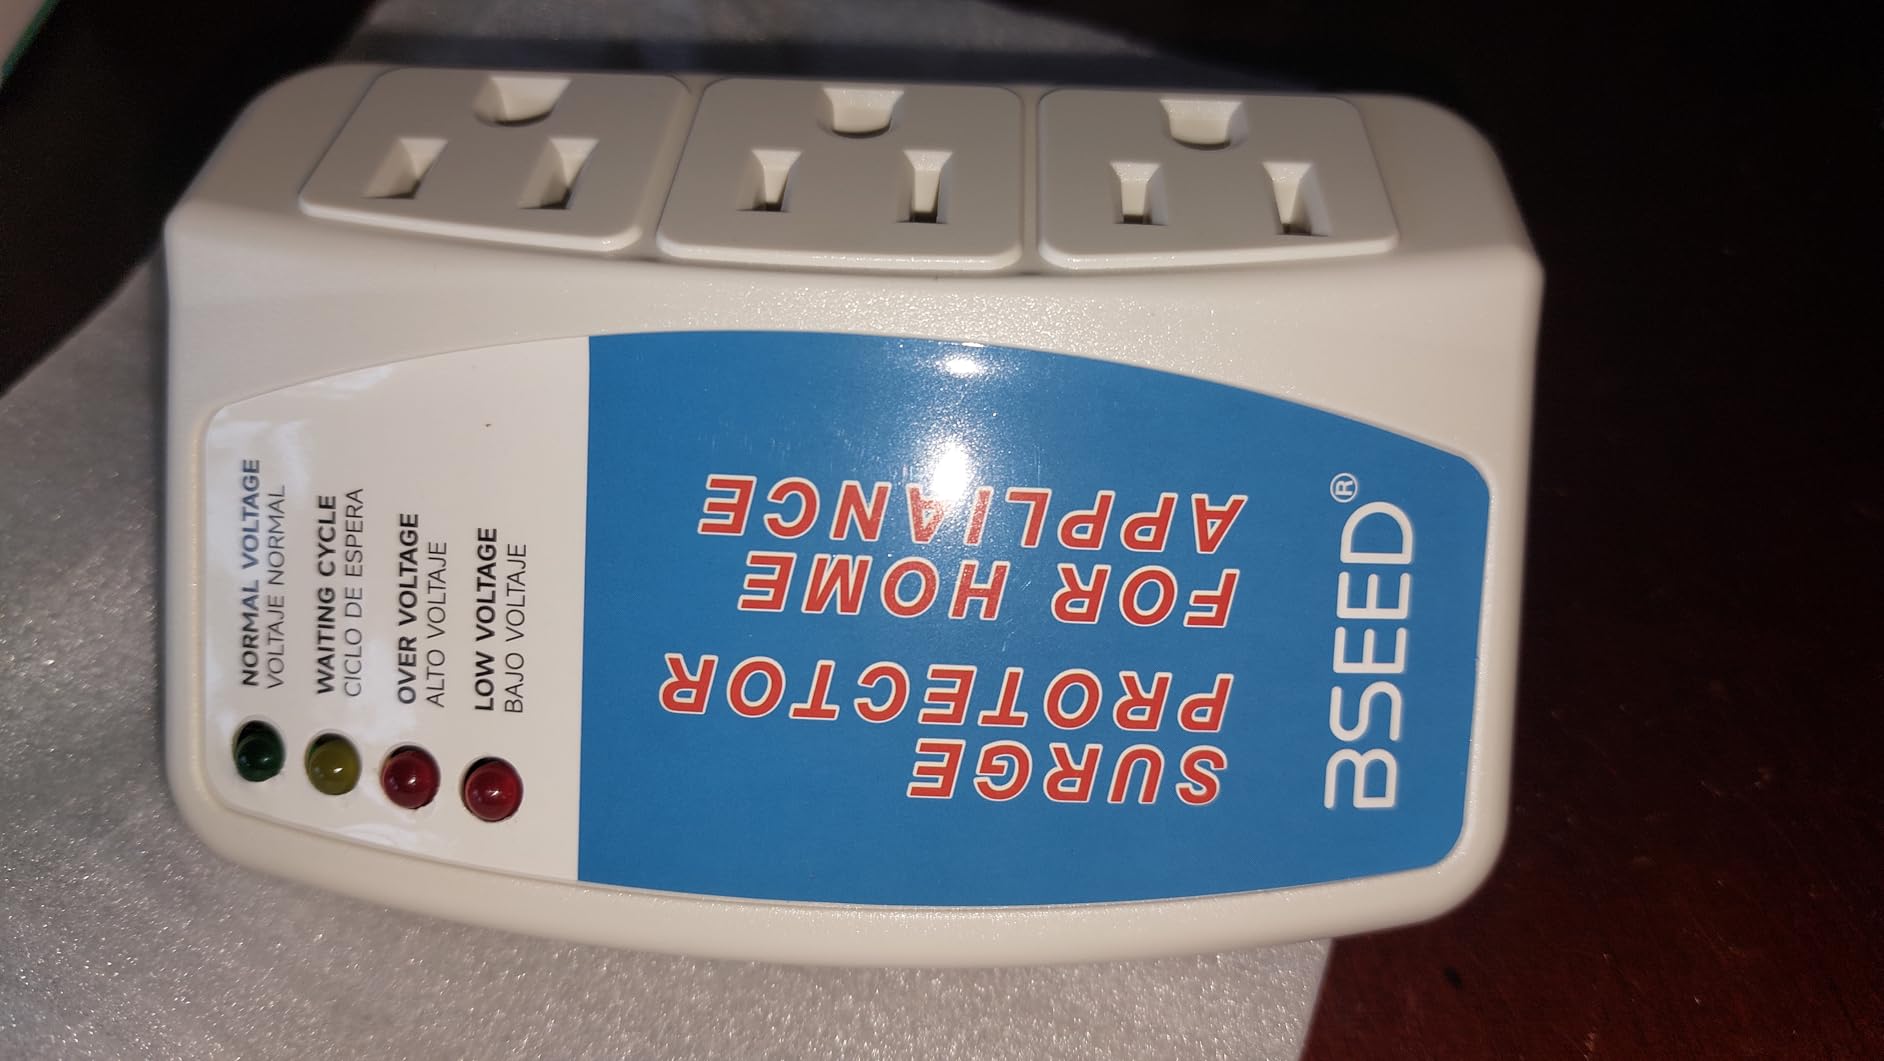 NORMAL VOLTAGE
VOLTAJE NORMAL
WAITING CYCLE
CICLO DE ESPERA
OVER VOLTAGE
ALTO VOLTAJE
LOW VOLTAGE
BAJO VOLTAJE
SURGE
PROTECTOR
FOR HOME
APPLIANCE
BSEED®